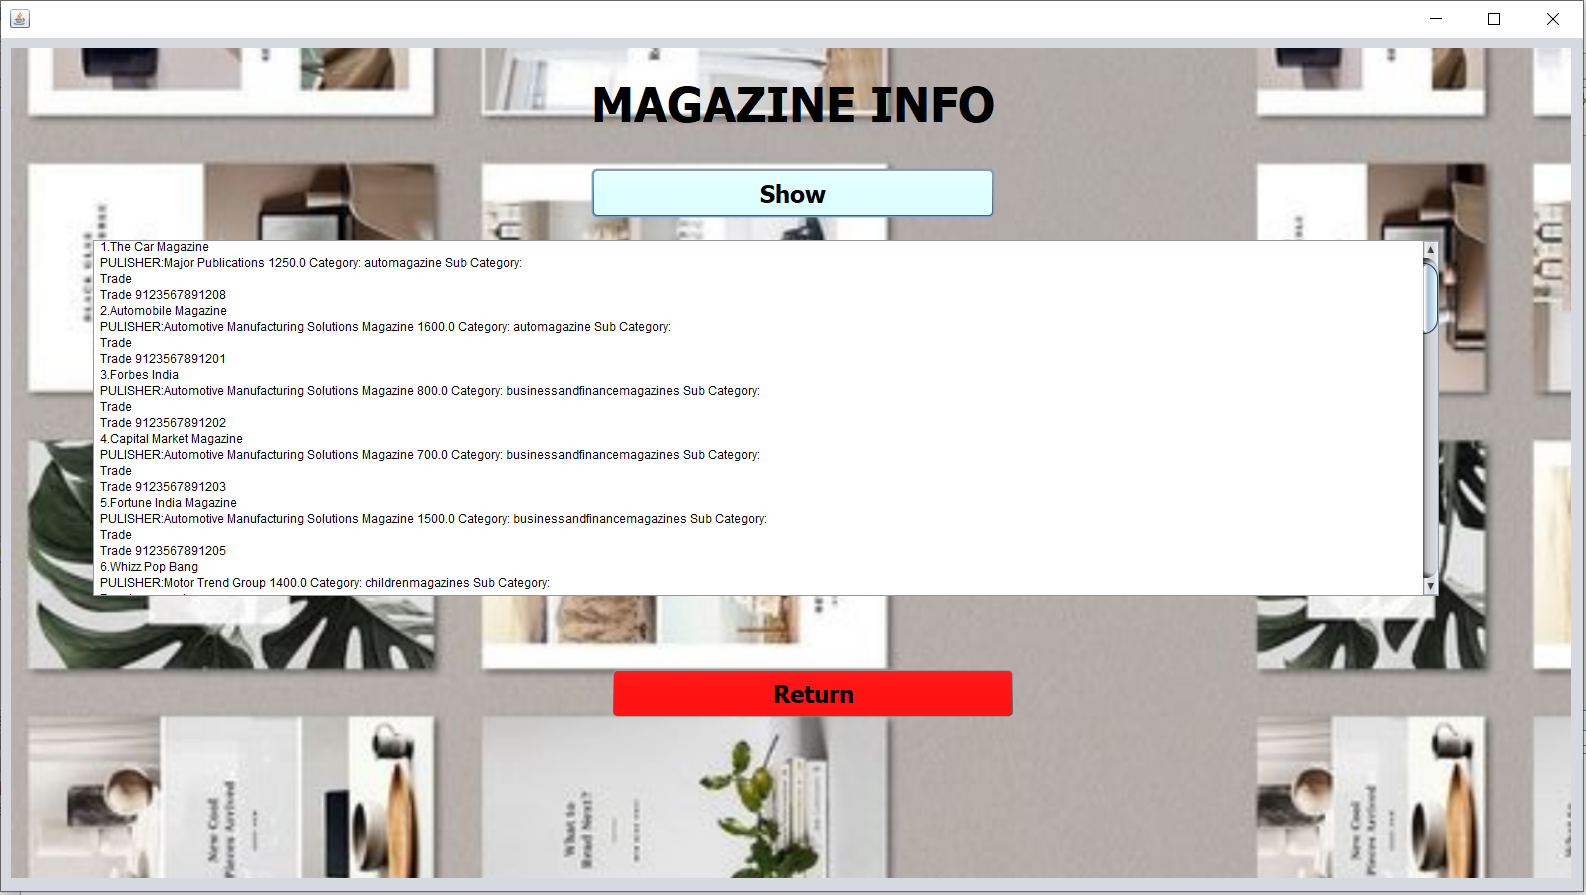 MAGAZINE INFO
Show
1.The Car Magazine
PULISHER:Major Publications 1250.0 Category: automagazine Sub Category:
Trade
Trade 9123567891208
2.Automobile Magazine
PULISHER:Automotive Manufacturing Solutions Magazine 1600.0 Category: automagazine Sub Category:
Trade
Trade 9123567891201
3.Forbes India
PULISHER:Automotive Manufacturing Solutions Magazine 800.0 Category: businessandfinancemagazines Sub Category:
Trade
Trade 9123567891202
4.Capital Market Magazine
PULISHER:Automotive Manufacturing Solutions Magazine 700.0 Category: businessandfinancemagazines Sub Category:
Trade
Trade 9123567891203
5.Fortune India Magazine
PULISHER:Automotive Manufacturing Solutions Magazine 1500.0 Category: businessandfinancemagazines Sub Category:
Trade
Trade 9123567891205
6.Whizz Pop Bang
PULISHER:Motor Trend Group 1400.0 Category: childrenmagazines Sub Category:
Return
New Cool
Pieces Arrived
What to
Read Next?
New Cool
Pieces Arrived